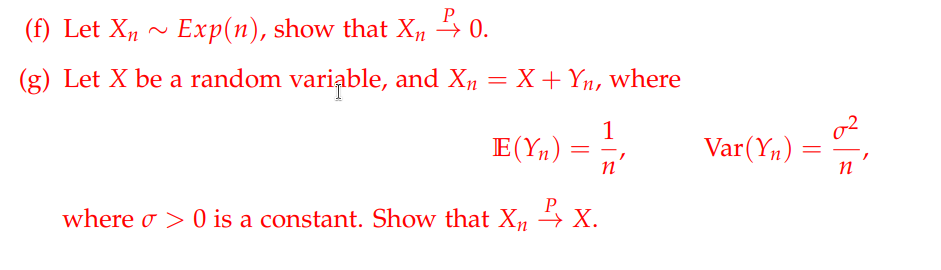 (f) Let Xₙ ~ Exp(n), show that Xₙ →ᴾ 0.
(g) Let X be a random variable, and Xₙ = X + Yₙ, where
𝔼(Yₙ) = 1/n, Var(Yₙ) = σ²/n,
where σ > 0 is a constant. Show that Xₙ →ᴾ X.